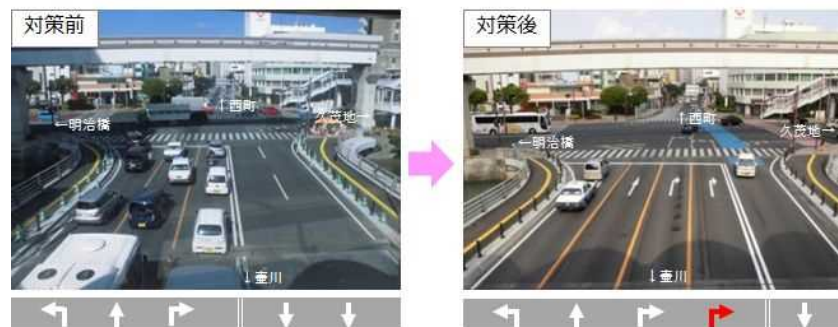 対策前
↑西町
久茂地→
←明治橋
↓壷川
対策後
↑西町
久茂地→
←明治橋
↓壷川